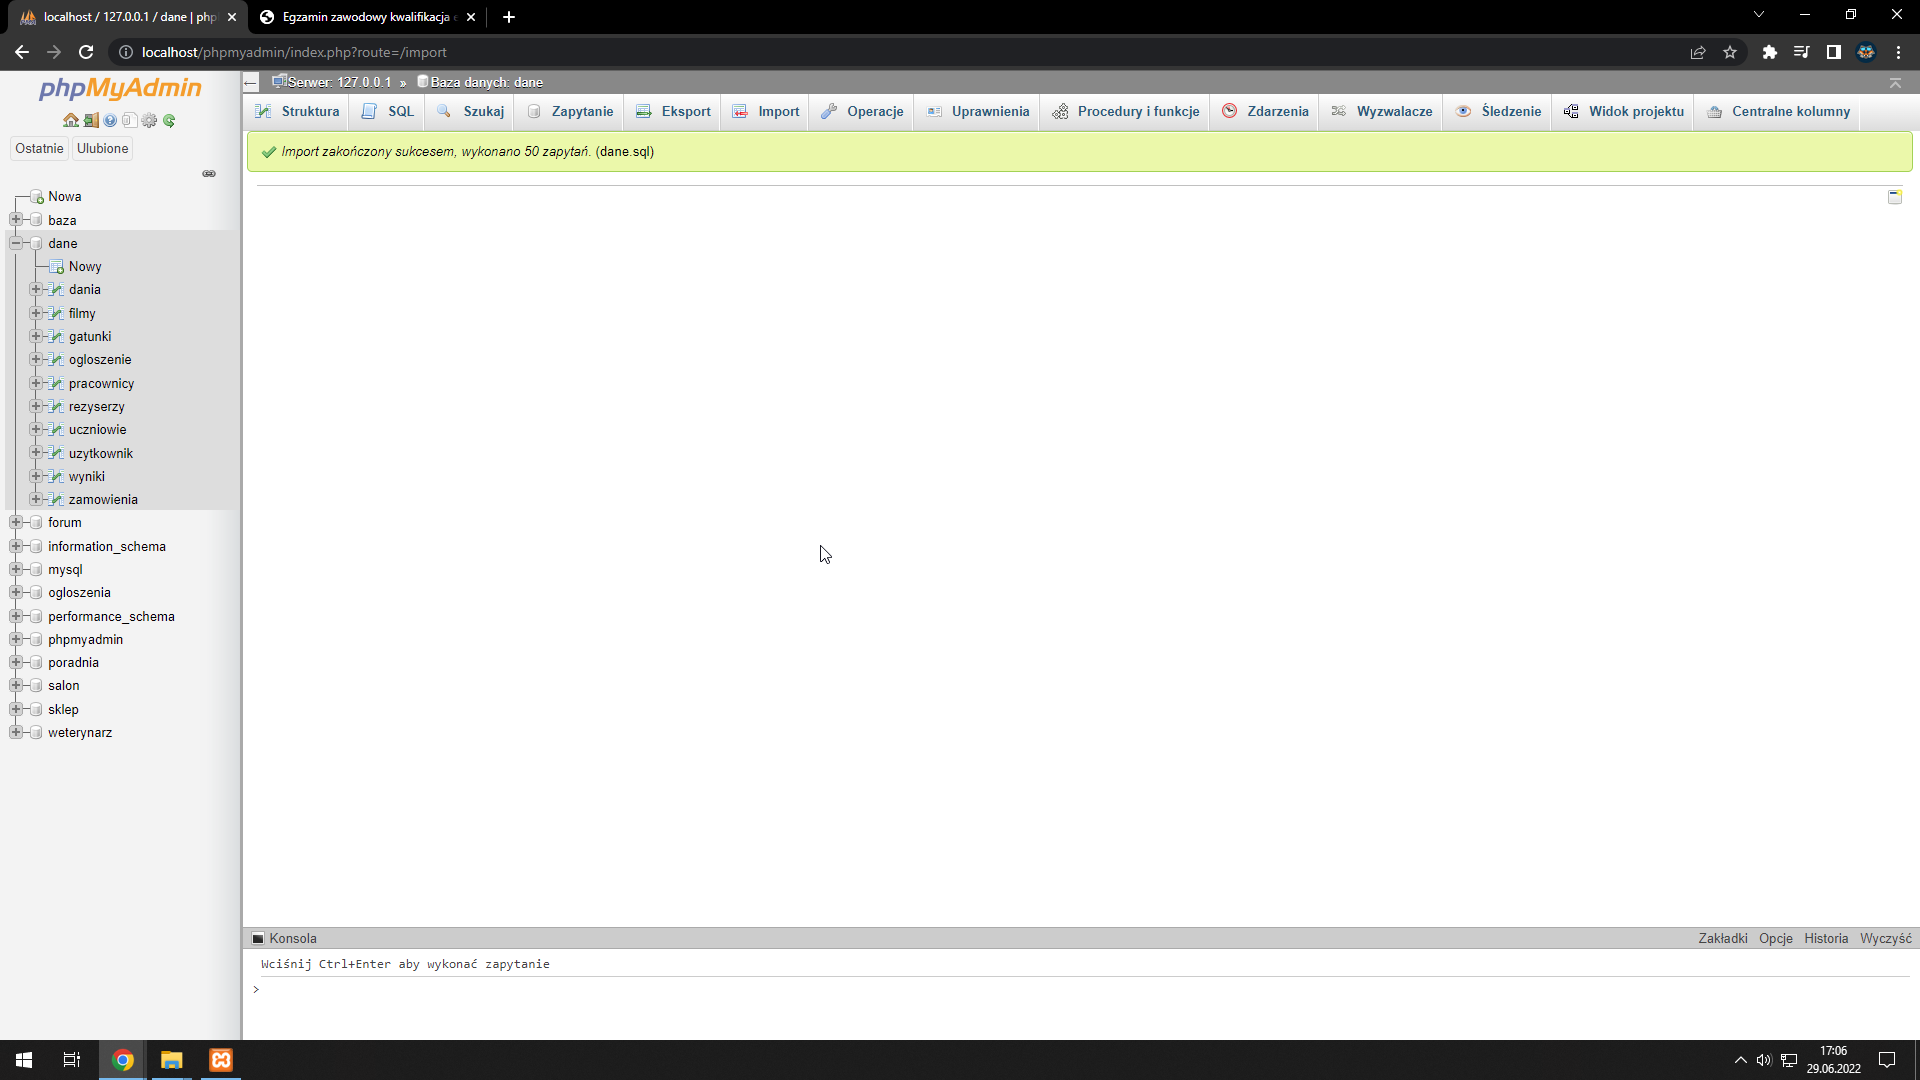 localhost / 127.0.0.1 / dane | php
Egzamin zawodowy kwalifikacja
localhost/phpmyadmin/index.php?route=/import
phpMyAdmin
Ostatnie
Ulubione
Nowa
baza
dane
Nowy
dania
filmy
gatunki
ogloszenie
pracownicy
rezyserzy
uczniowie
uzytkownik
wyniki
zamowienia
forum
information_schema
mysql
ogloszenia
performance_schema
phpmyadmin
poradnia
salon
sklep
weterynarz
Serwer: 127.0.0.1 » Baza danych: dane
Struktura SQL Szukaj Zapytanie Eksport Import Operacje Uprawnienia Procedury i funkcje Zdarzenia Wyzwalacze Śledzenie Widok projektu Centralne kolumny
Import zakończony sukcesem, wykonano 50 zapytań. (dane.sql)
Konsola
Zakładki Opcje Historia Wyczyść
Wciśnij Ctrl+Enter aby wykonać zapytanie
>
17:06
29.06.2022